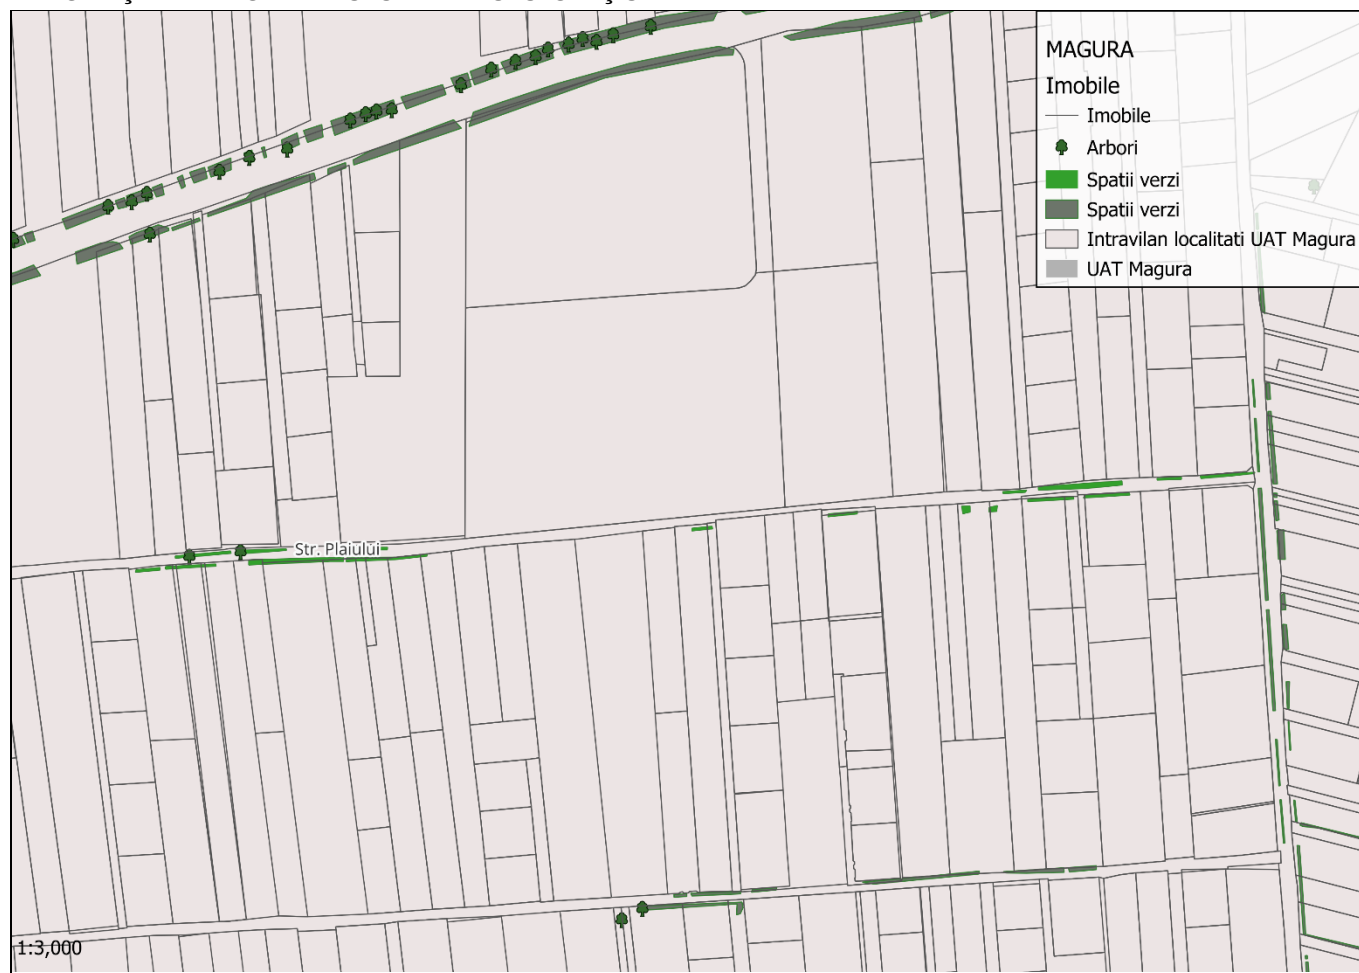 MAGURA
Imobile
Imobile
Arbori
Spatii verzi
Spatii verzi
Intravilan localitati UAT Magura
UAT Magura
Str. Plaiului
1:3,000